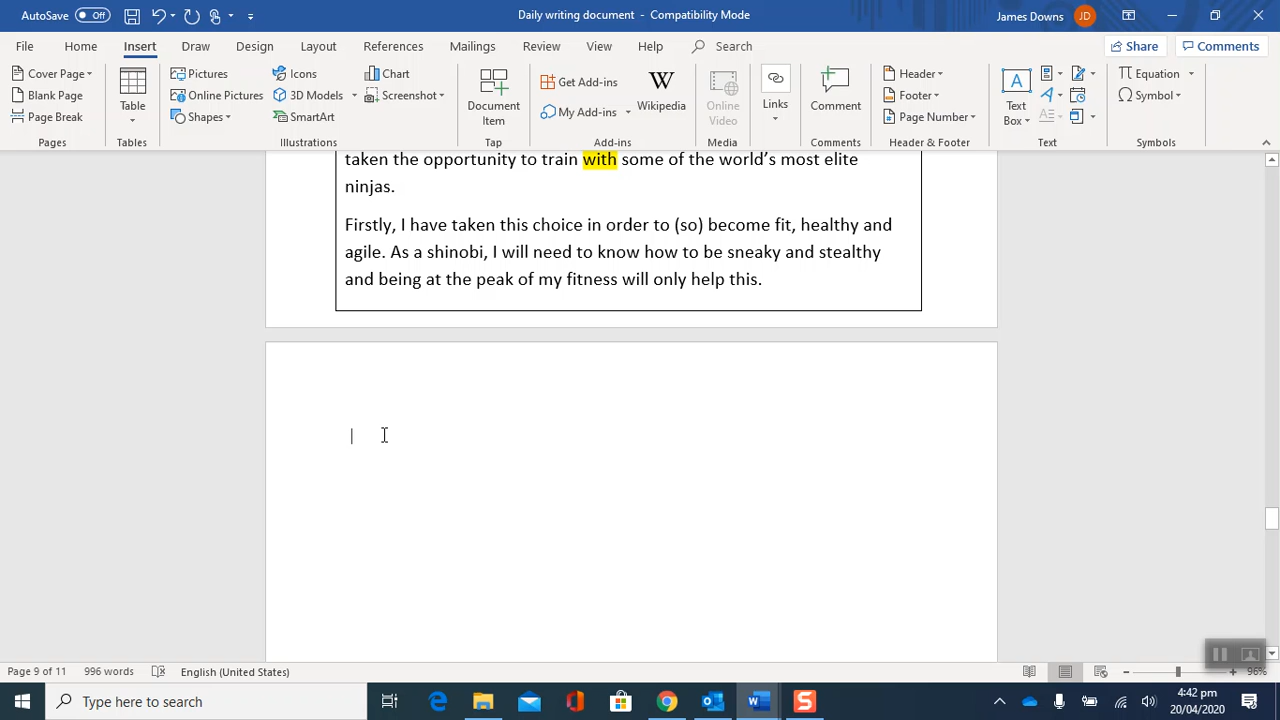 AutoSave Off
Daily writing document - Compatibility Mode
James Downs JD
File Home Insert Draw Design Layout References Mailings Review View Help Search
Share Comments
Cover Page
Blank Page
Page Break
Pages
Table
Tables
Pictures
Online Pictures
Shapes
Icons
3D Models
SmartArt
Chart
Screenshot
Illustrations
Document
Item
Tap
Get Add-ins
My Add-ins
Wikipedia
Add-ins
Online
Video
Media
Links
Comment
Comments
Header
Footer
Page Number
Header & Footer
Text
Box
Text
Equation
Symbol
Symbols
taken the opportunity to train with some of the world's most elite
ninjas.
Firstly, I have taken this choice in order to (so) become fit, healthy and
agile. As a shinobi, I will need to know how to be sneaky and stealthy
and being at the peak of my fitness will only help this.
Page 9 of 11 996 words English (United States)
96%
Type here to search
4:42 pm
20/04/2020